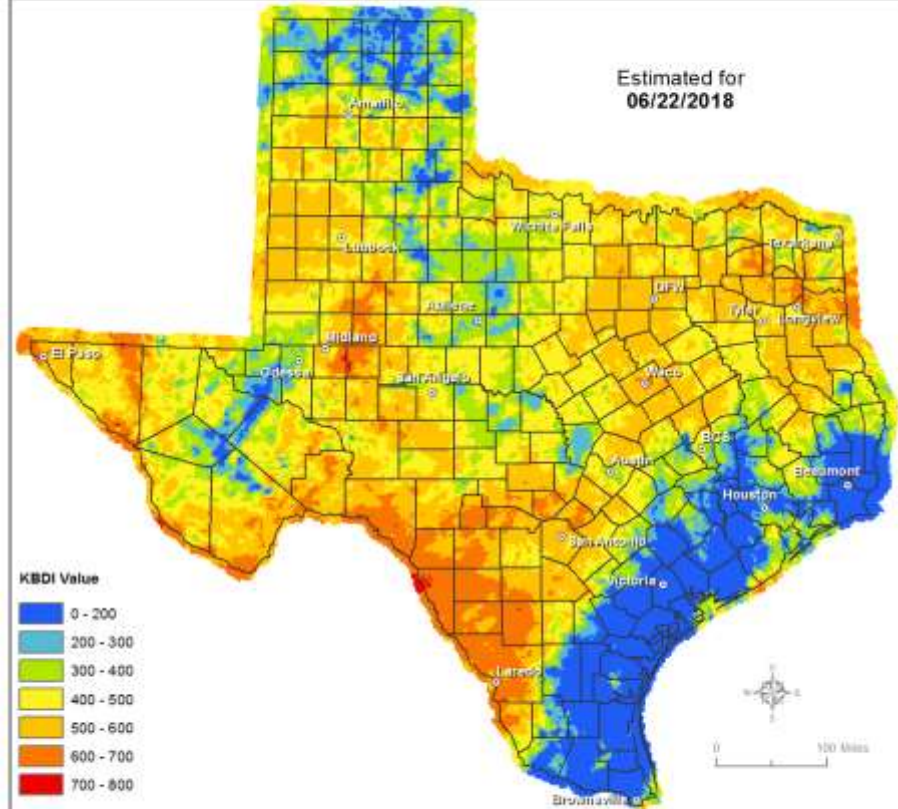 Estimated for
06/22/2018
Amarillo
Wichita Falls
Texarkana
Lubbock
DFW
Abilene
Tyler
Longview
Midland
El Paso
Odessa
San Angelo
Waco
BCS
Austin
Beaumont
Houston
San Antonio
Victoria
KBDI Value
0 - 200
200 - 300
300 - 400
400 - 500
500 - 600
600 - 700
700 - 800
Laredo
N
W
E
S
0
100 Miles
Brownsville